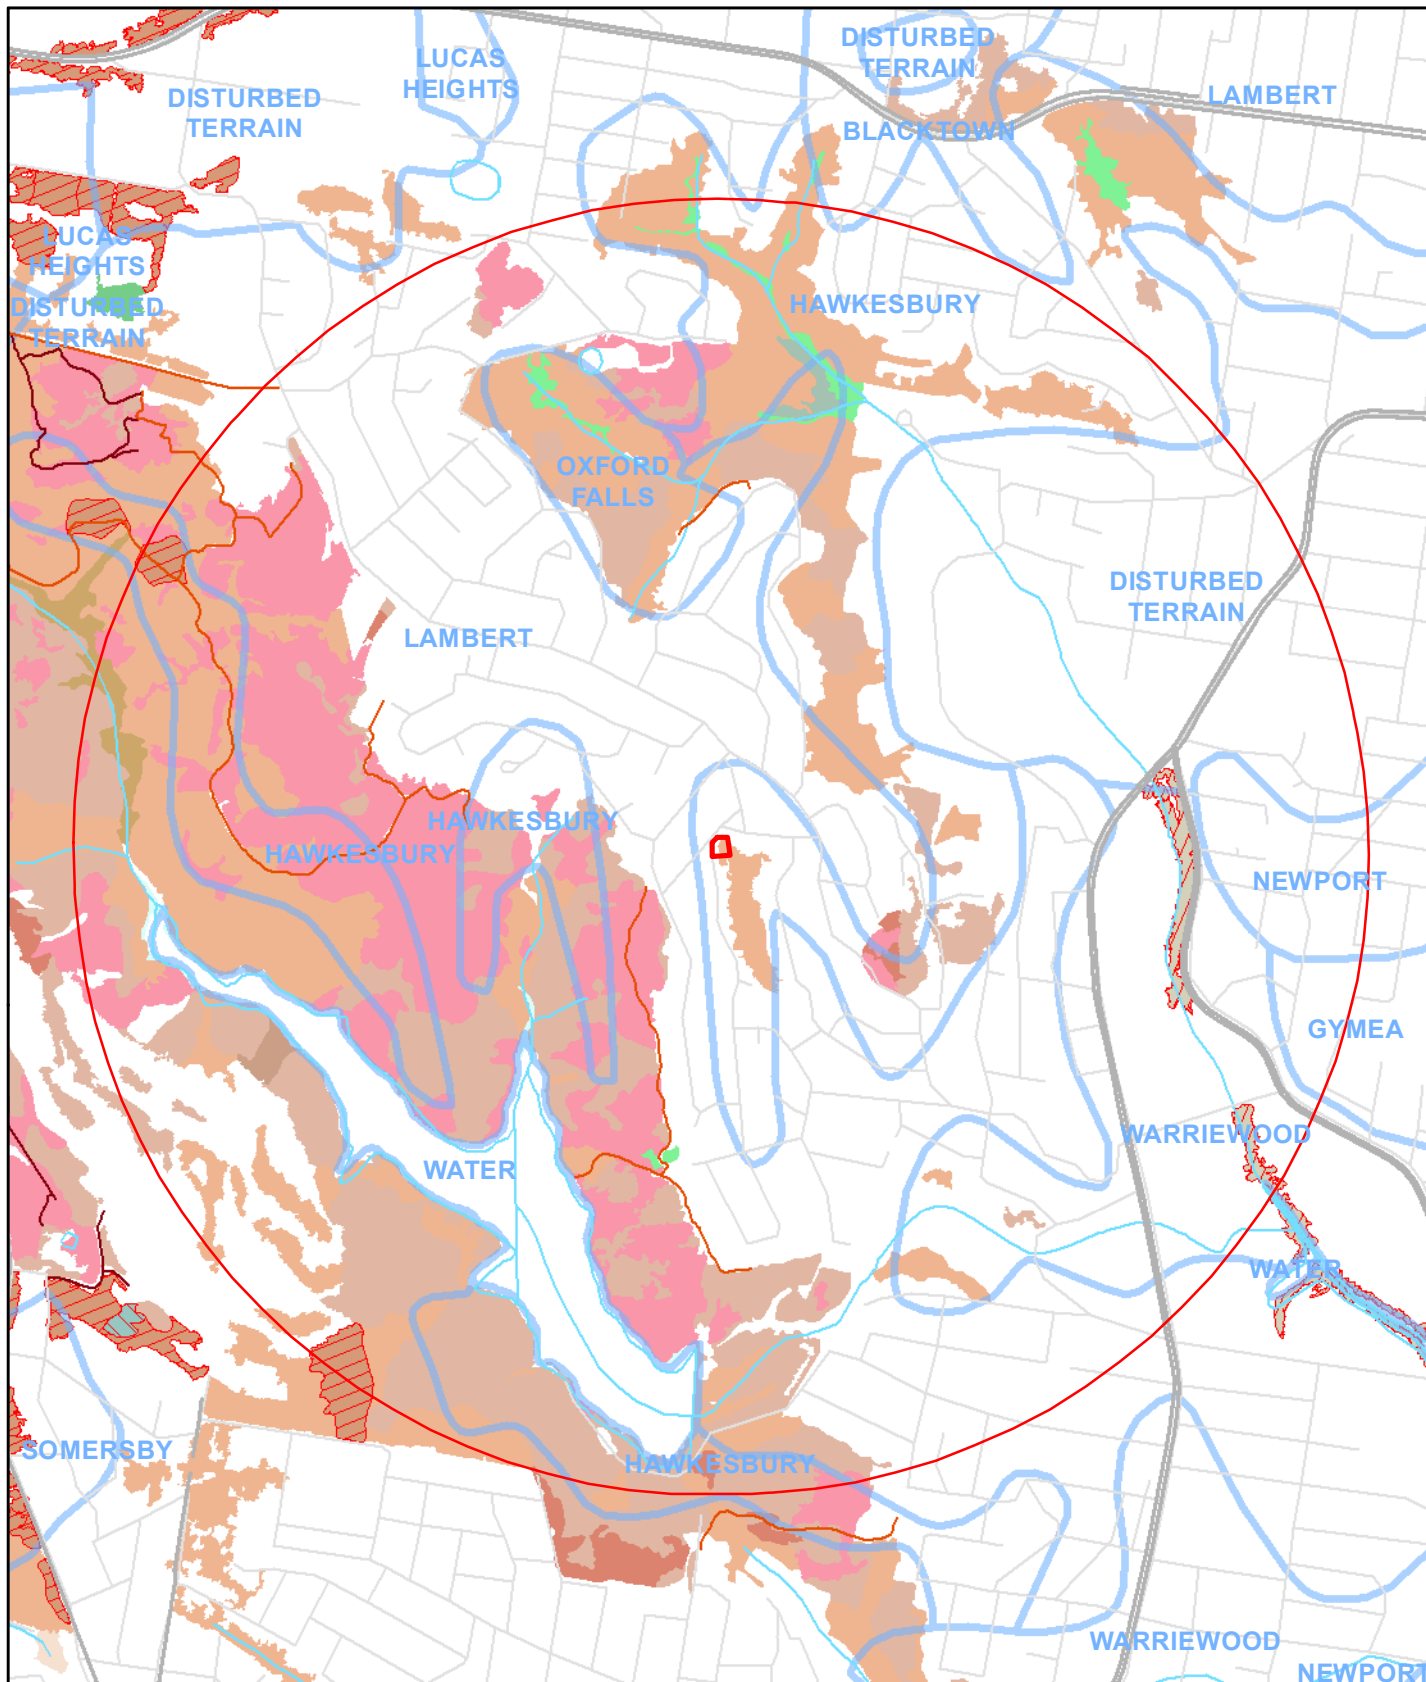 DISTURBED
TERRAIN
LUCAS
HEIGHTS
DISTURBED
TERRAIN
LAMBERT
BLACKTOWN
LUCAS
HEIGHTS
DISTURBED
TERRAIN
HAWKESBURY
OXFORD
FALLS
DISTURBED
TERRAIN
LAMBERT
HAWKESBURY
HAWKESBURY
NEWPORT
GYMEA
WARRIEWOOD
WATER
WATER
SOMERSBY
HAWKESBURY
WARRIEWOOD
NEWPORT